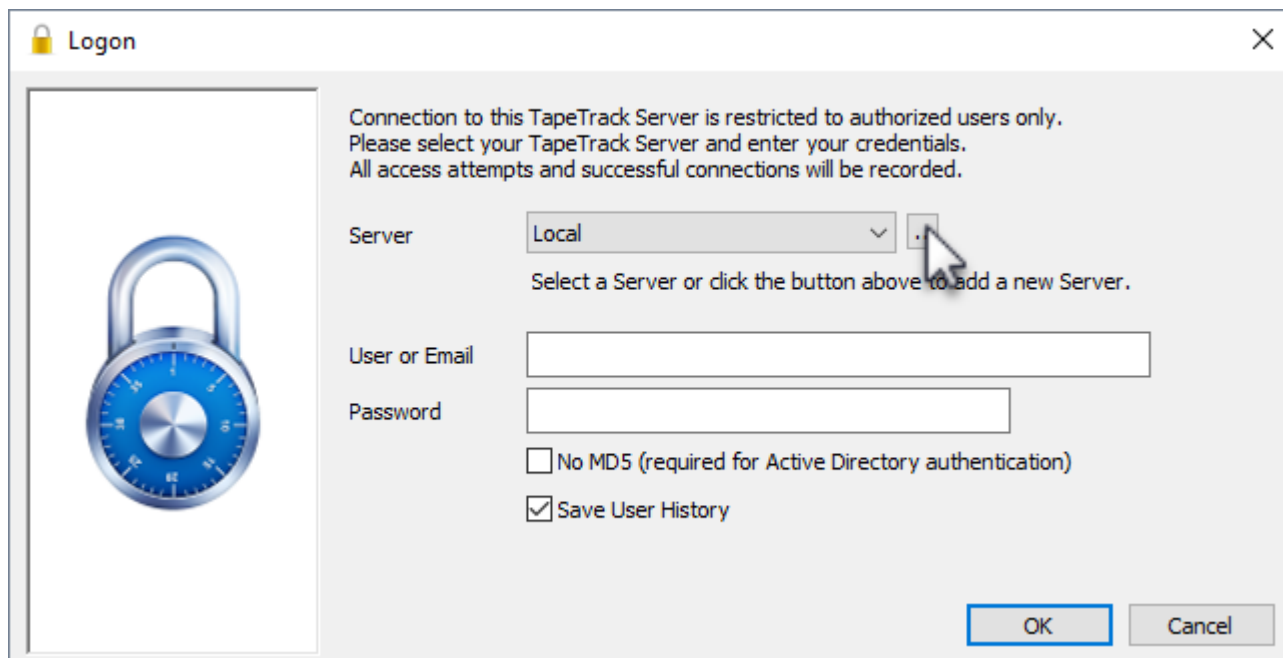 Logon
Connection to this TapeTrack Server is restricted to authorized users only.
Please select your TapeTrack Server and enter your credentials.
All access attempts and successful connections will be recorded.
Server
Local
Select a Server or click the button above to add a new Server.
User or Email
Password
No MD5 (required for Active Directory authentication)
Save User History
OK
Cancel